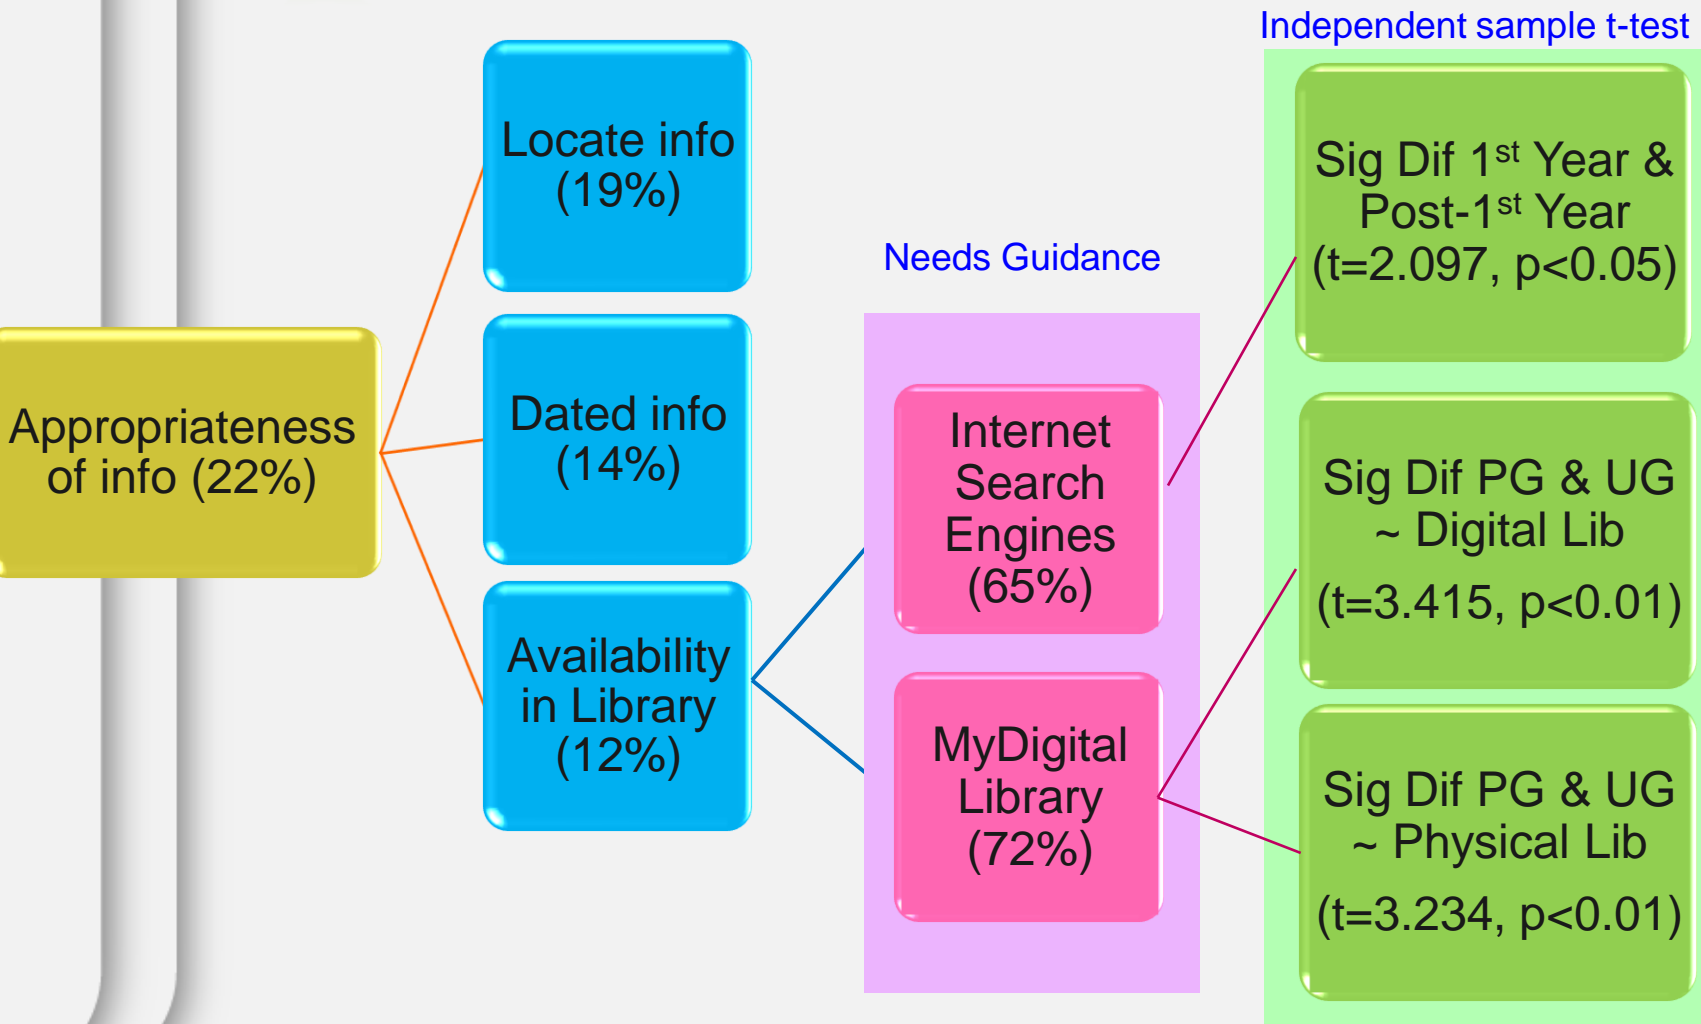 Independent sample t-test
Needs Guidance
Appropriateness
of info (22%)
Locate info
(19%)
Dated info
(14%)
Availability
in Library
(12%)
Internet
Search
Engines
(65%)
MyDigital
Library
(72%)
Sig Dif 1st Year &
Post-1st Year
(t=2.097, p<0.05)
Sig Dif PG & UG
~ Digital Lib
(t=3.415, p<0.01)
Sig Dif PG & UG
~ Physical Lib
(t=3.234, p<0.01)